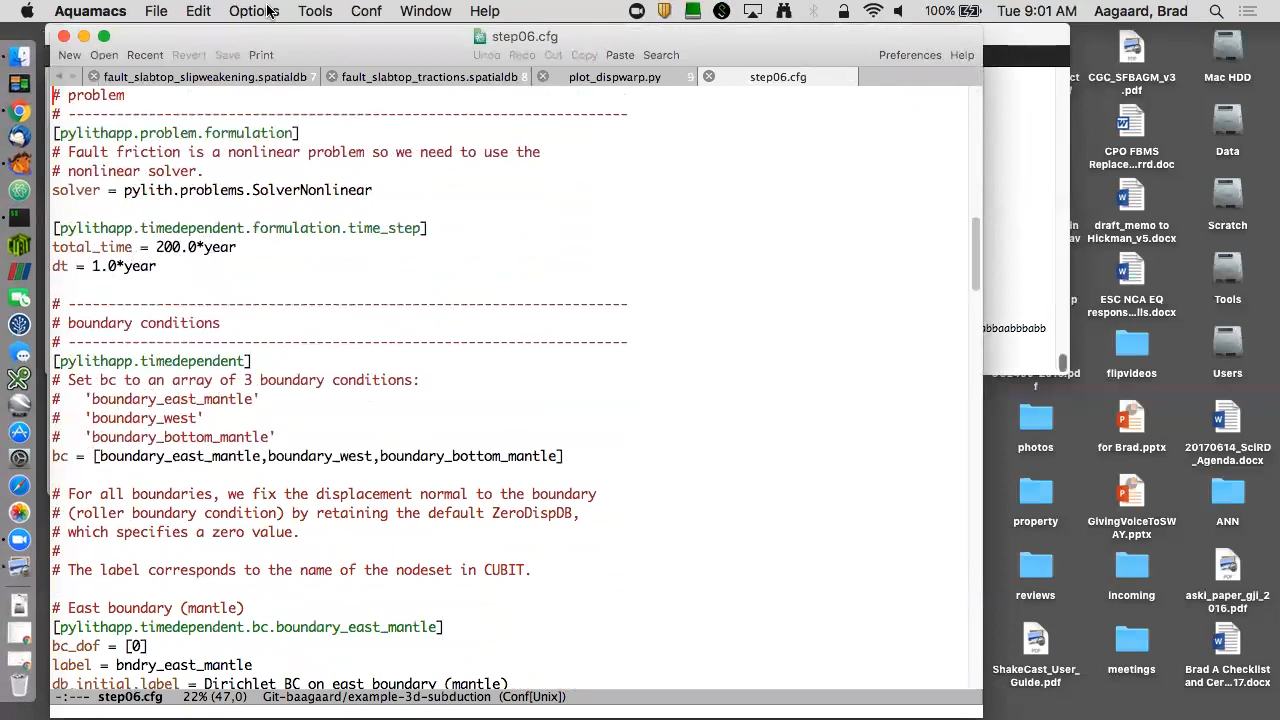 Aquamacs File Edit Options Tools Conf Window Help 100% Tue 9:01 AM Aagaard, Brad
step06.cfg
New Open Recent Revert Save Print Undo Redo Cut Copy Paste Search Preferences Help
fault_slabtop_slipweakening.spatialdb 7 fault_slabtop_tractions.spatialdb 8 plot_dispwarp.py 9 step06.cfg
# problem
# ----------------------------------------------------------------------
[pylithapp.problem.formulation]
# Fault friction is a nonlinear problem so we need to use the
# nonlinear solver.
solver = pylith.problems.SolverNonlinear
[pylithapp.timedependent.formulation.time_step]
total_time = 200.0*year
dt = 1.0*year
# ----------------------------------------------------------------------
# boundary conditions
# ----------------------------------------------------------------------
[pylithapp.timedependent]
# Set bc to an array of 3 boundary conditions:
#   'boundary_east_mantle'
#   'boundary_west'
#   'boundary_bottom_mantle'
bc = [boundary_east_mantle,boundary_west,boundary_bottom_mantle]
# For all boundaries, we fix the displacement normal to the boundary
# (roller boundary condition) by retaining the default ZeroDispDB,
# which specifies a zero value.
#
# The label corresponds to the name of the nodeset in CUBIT.
# East boundary (mantle)
[pylithapp.timedependent.bc.boundary_east_mantle]
bc_dof = [0]
label = bndry_east_mantle
db_initial.label = Dirichlet BC on east boundary (mantle)
-:--- step06.cfg 22% (47,0) Git-baagaard/example-3d-subduction (Conf[Unix])
CGC_SFBAGM_v3
.pdf
Mac HDD
CPO FBMS
Replace...rrd.doc
Data
draft_memo to
Hickman_v5.docx
Scratch
ESC NCA EQ
respons...lls.docx
Tools
flipvideos
Users
photos
for Brad.pptx
20170614_SciRD
_Agenda.docx
property
GivingVoiceToSW
AY.pptx
ANN
reviews
incoming
aski_paper_gji_2
016.pdf
ShakeCast_User_
Guide.pdf
meetings
Brad A Checklist
and Cer...17.docx